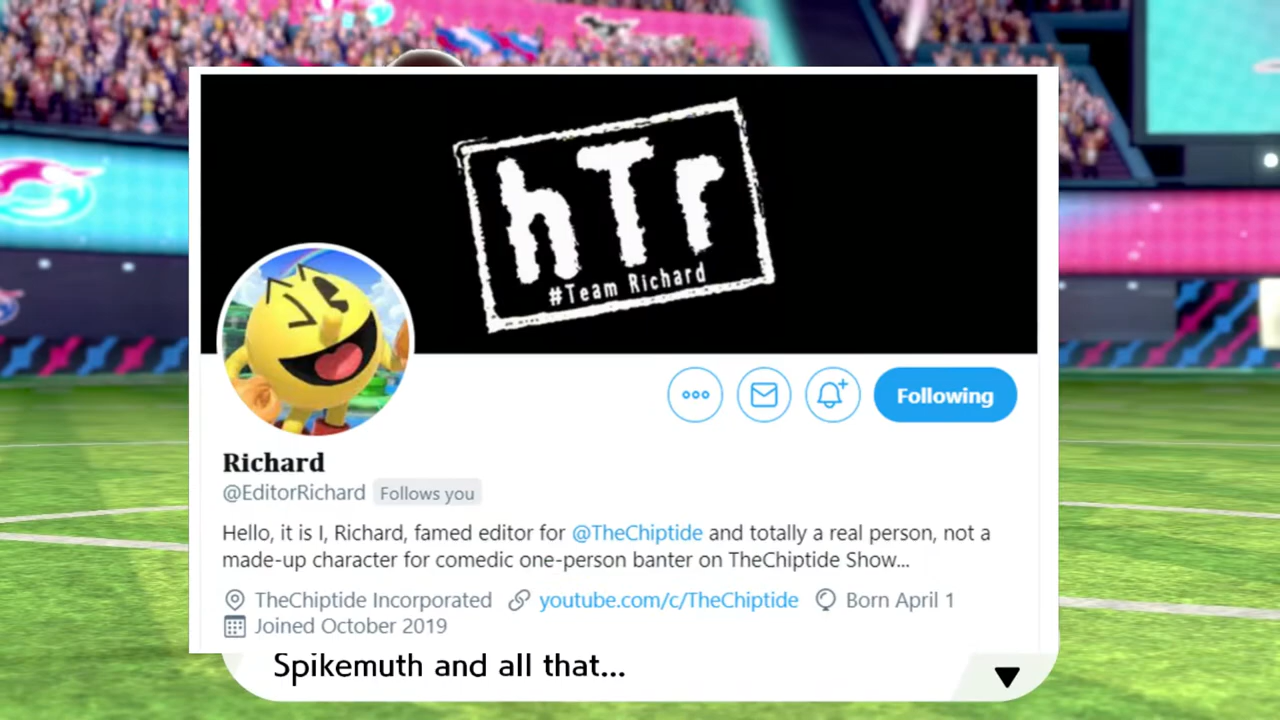 hTr
#Team Richard
Following
Richard
@EditorRichard Follows you
Hello, it is I, Richard, famed editor for @TheChiptide and totally a real person, not a
made-up character for comedic one-person banter on TheChiptide Show...
TheChiptide Incorporated youtube.com/c/TheChiptide Born April 1
Joined October 2019
Spikemuth and all that...